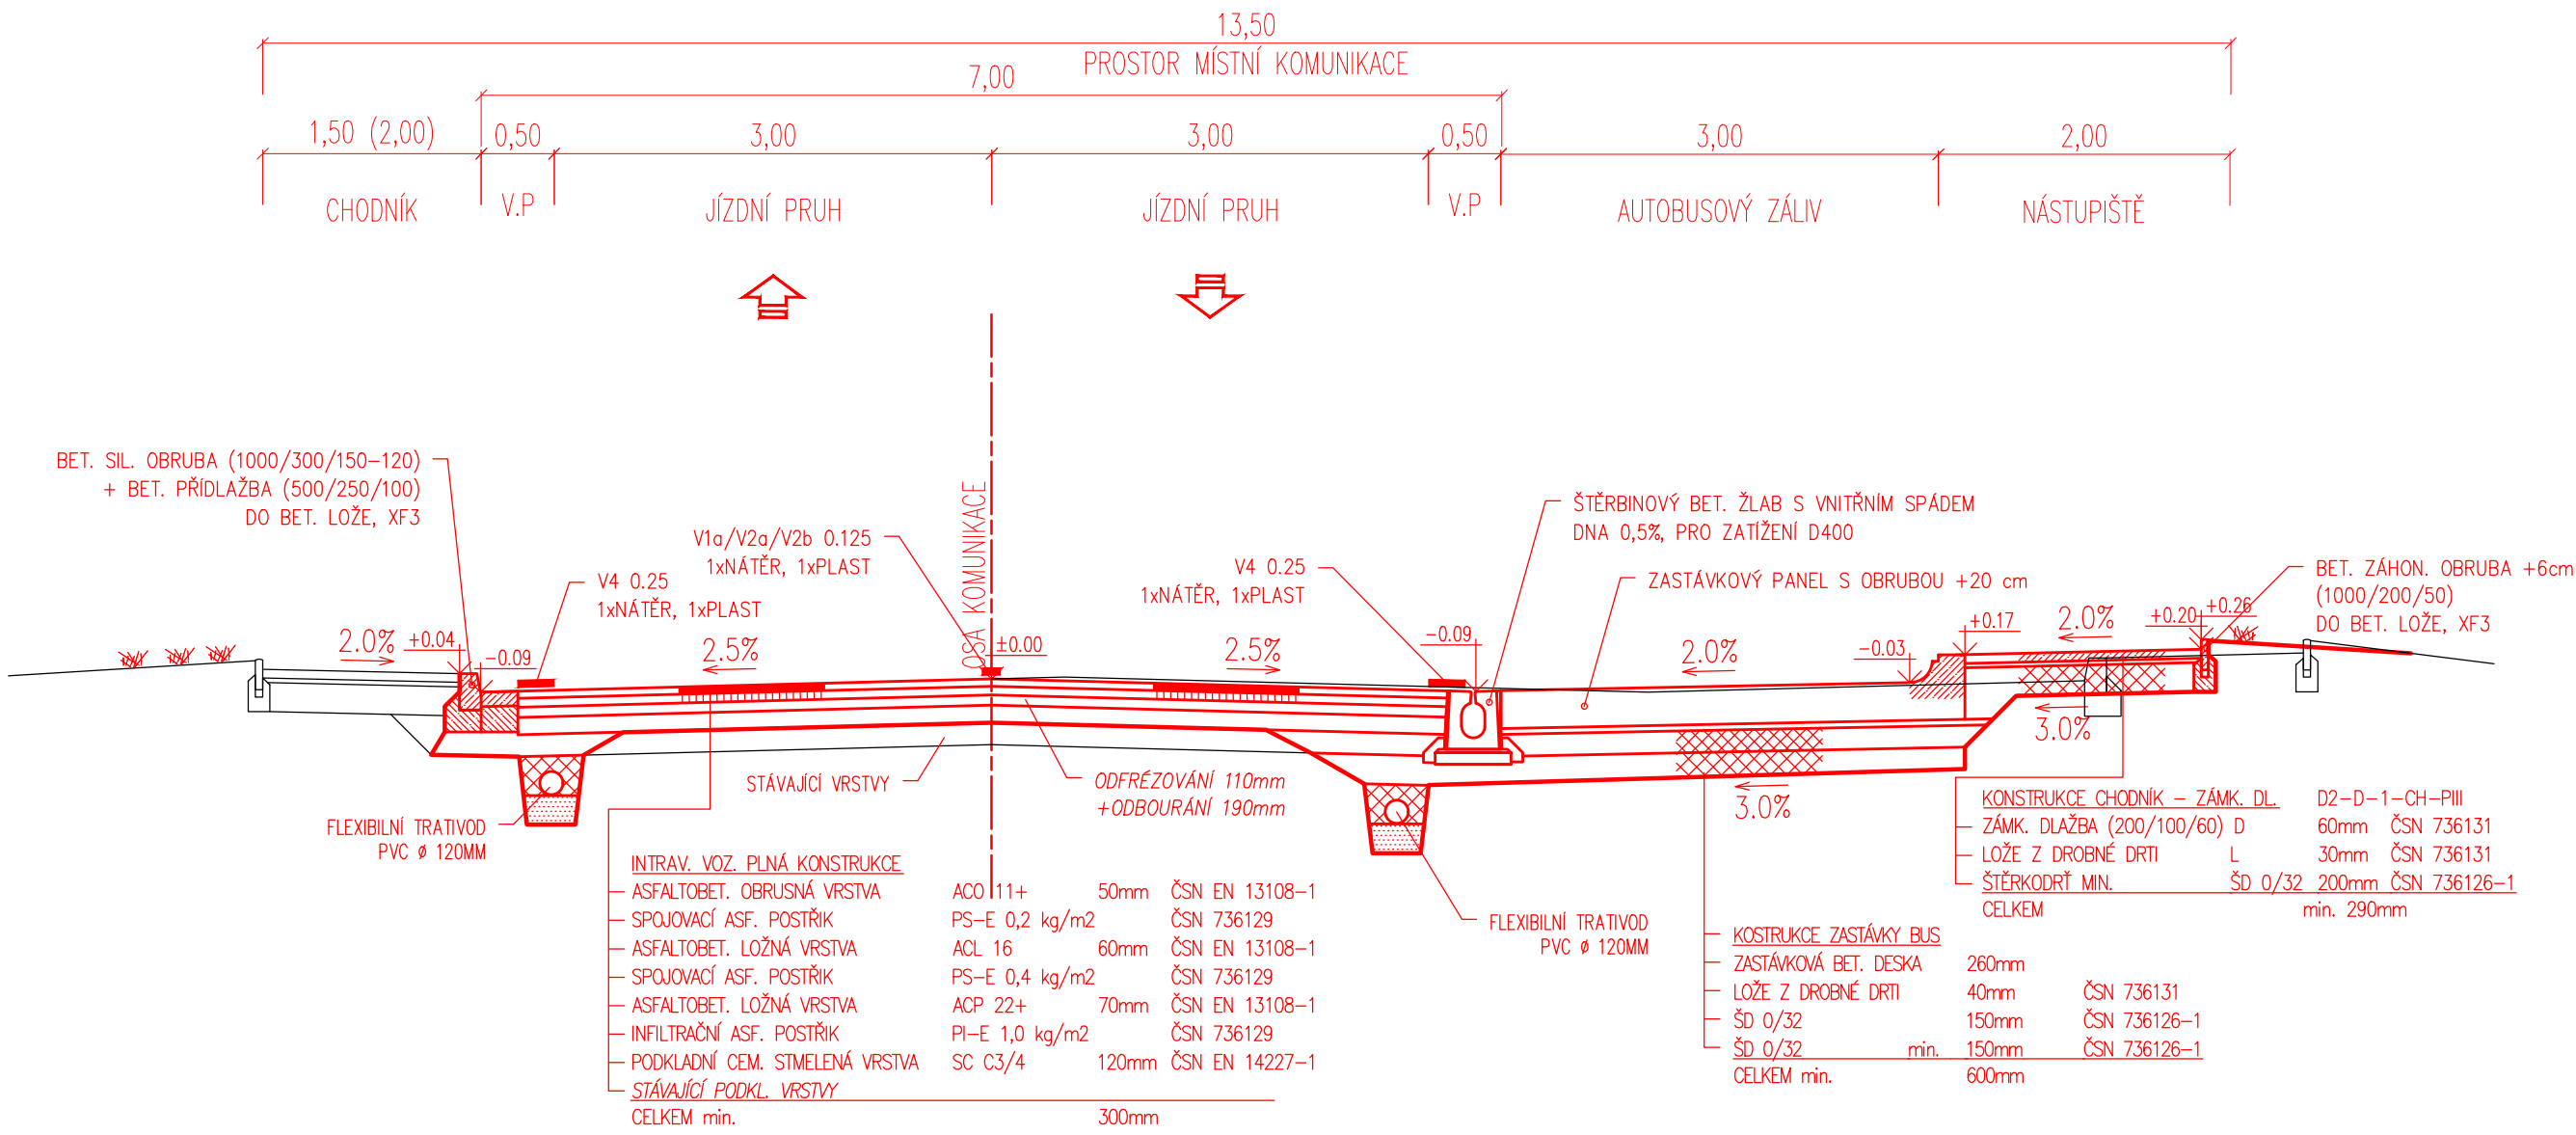 13,50
PROSTOR MÍSTNÍ KOMUNIKACE
7,00
1,50 (2,00) 0,50 3,00 3,00 0,50 3,00 2,00
CHODNÍK V.P JÍZDNÍ PRUH JÍZDNÍ PRUH V.P AUTOBUSOVÝ ZÁLIV NÁSTUPIŠTĚ
BET. SIL. OBRUBA (1000/300/150-120)
+ BET. PŘÍDLAŽBA (500/250/100)
DO BET. LOŽE, XF3
V4 0.25
1xNÁTĚR, 1xPLAST
V1a/V2a/V2b 0.125
1xNÁTĚR, 1xPLAST
OSA KOMUNIKACE
V4 0.25
1xNÁTĚR, 1xPLAST
ŠTĚRBINOVÝ BET. ŽLAB S VNITŘNÍM SPÁDEM
DNA 0,5%, PRO ZATÍŽENÍ D400
ZASTÁVKOVÝ PANEL S OBRUBOU +20 cm
BET. ZÁHON. OBRUBA +6cm
(1000/200/50)
DO BET. LOŽE, XF3
2.0% +0.04 -0.09 2.5% ±0.00 2.5% -0.09 2.0% -0.03 +0.17 2.0% +0.20 +0.26
3.0%
3.0%
STÁVAJÍCÍ VRSTVY
ODFRÉZOVÁNÍ 110mm
+ODBOURÁNÍ 190mm
FLEXIBILNÍ TRATIVOD
PVC ø 120MM
FLEXIBILNÍ TRATIVOD
PVC ø 120MM
INTRAV. VOZ. PLNÁ KONSTRUKCE
ASFALTOBET. OBRUSNÁ VRSTVA ACO 11+ 50mm ČSN EN 13108-1
SPOJOVACÍ ASF. POSTŘIK PS-E 0,2 kg/m2 ČSN 736129
ASFALTOBET. LOŽNÁ VRSTVA ACL 16 60mm ČSN EN 13108-1
SPOJOVACÍ ASF. POSTŘIK PS-E 0,4 kg/m2 ČSN 736129
ASFALTOBET. LOŽNÁ VRSTVA ACP 22+ 70mm ČSN EN 13108-1
INFILTRAČNÍ ASF. POSTŘIK PI-E 1,0 kg/m2 ČSN 736129
PODKLADNÍ CEM. STMELENÁ VRSTVA SC C3/4 120mm ČSN EN 14227-1
STÁVAJÍCÍ PODKL. VRSTVY
CELKEM min. 300mm
KOSTRUKCE ZASTÁVKY BUS
ZASTÁVKOVÁ BET. DESKA 260mm
LOŽE Z DROBNÉ DRTI 40mm ČSN 736131
ŠD 0/32 150mm ČSN 736126-1
ŠD 0/32 min. 150mm ČSN 736126-1
CELKEM min. 600mm
KONSTRUKCE CHODNÍK - ZÁMK. DL. D2-D-1-CH-PIII
ZÁMK. DLAŽBA (200/100/60) D 60mm ČSN 736131
LOŽE Z DROBNÉ DRTI L 30mm ČSN 736131
ŠTĚRKODRŤ MIN. ŠD 0/32 200mm ČSN 736126-1
CELKEM min. 290mm